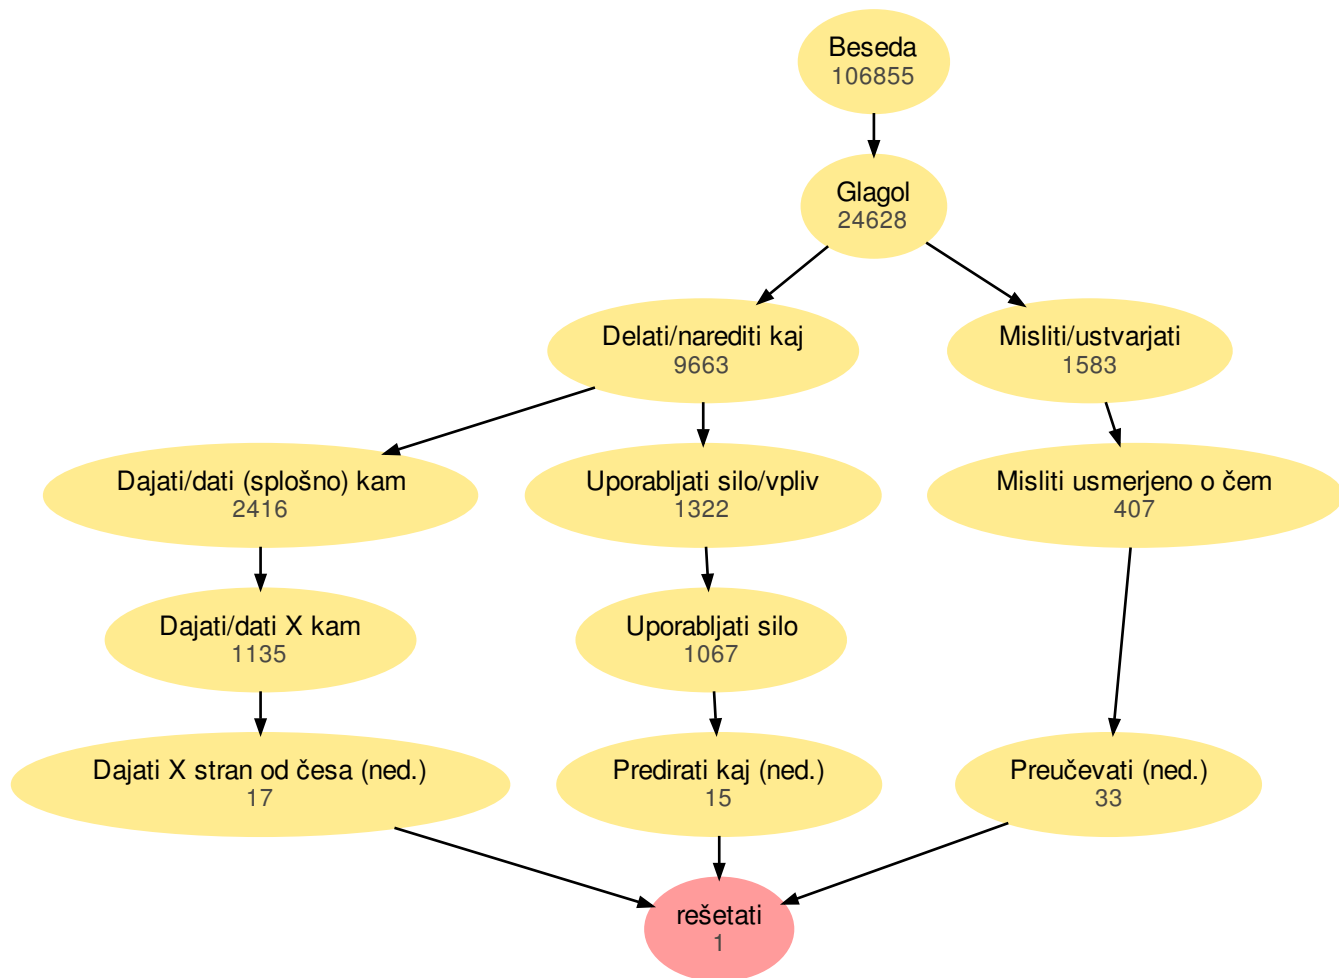 Beseda
106855
Glagol
24628
Delati/narediti kaj
9663
Misliti/ustvarjati
1583
Dajati/dati (splošno) kam
2416
Uporabljati silo/vpliv
1322
Misliti usmerjeno o čem
407
Dajati/dati X kam
1135
Uporabljati silo
1067
Dajati X stran od česa (ned.)
17
Predirati kaj (ned.)
15
Preučevati (ned.)
33
rešetati
1